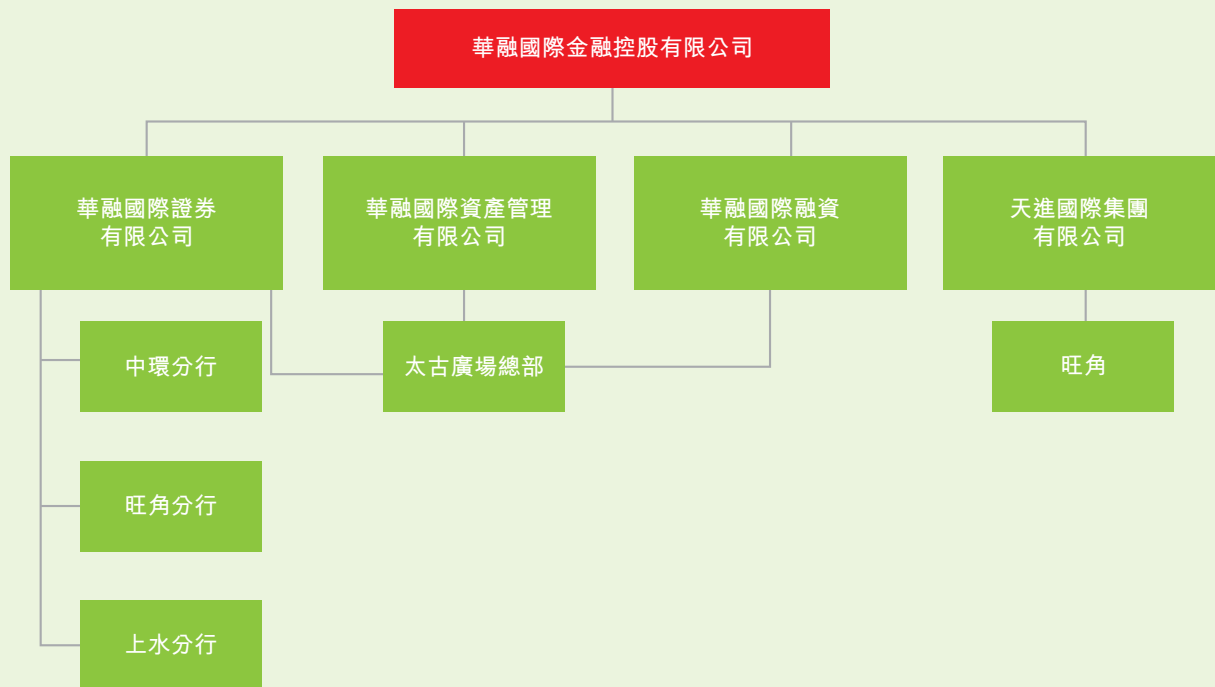 華融國際金融控股有限公司
華融國際證券
有限公司
華融國際資產管理
有限公司
華融國際融資
有限公司
天進國際集團
有限公司
中環分行
太古廣場總部
旺角
旺角分行
上水分行